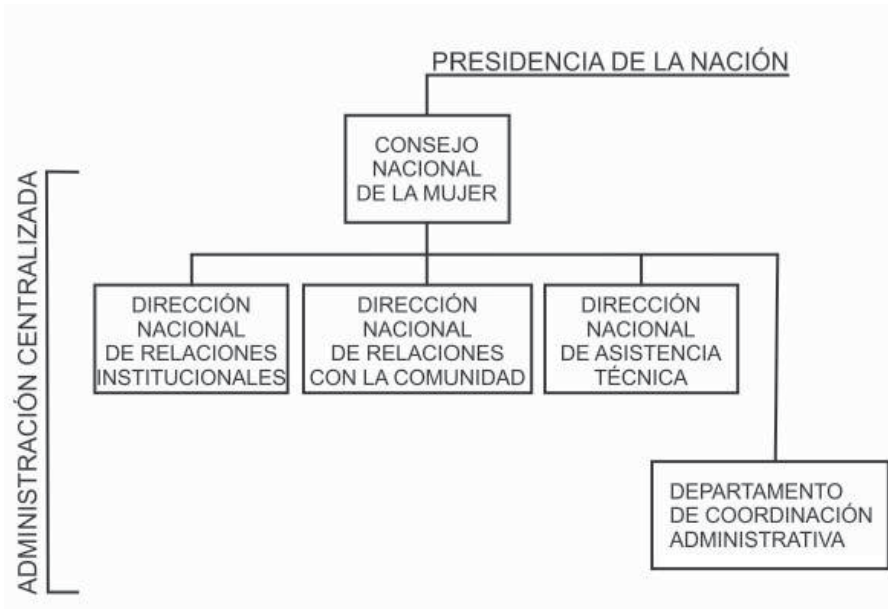 PRESIDENCIA DE LA NACIÓN
CONSEJO
NACIONAL
DE LA MUJER
ADMINISTRACIÓN CENTRALIZADA
DIRECCIÓN
NACIONAL
DE RELACIONES
INSTITUCIONALES
DIRECCIÓN
NACIONAL
DE RELACIONES
CON LA COMUNIDAD
DIRECCIÓN
NACIONAL
DE ASISTENCIA
TÉCNICA
DEPARTAMENTO
DE COORDINACIÓN
ADMINISTRATIVA